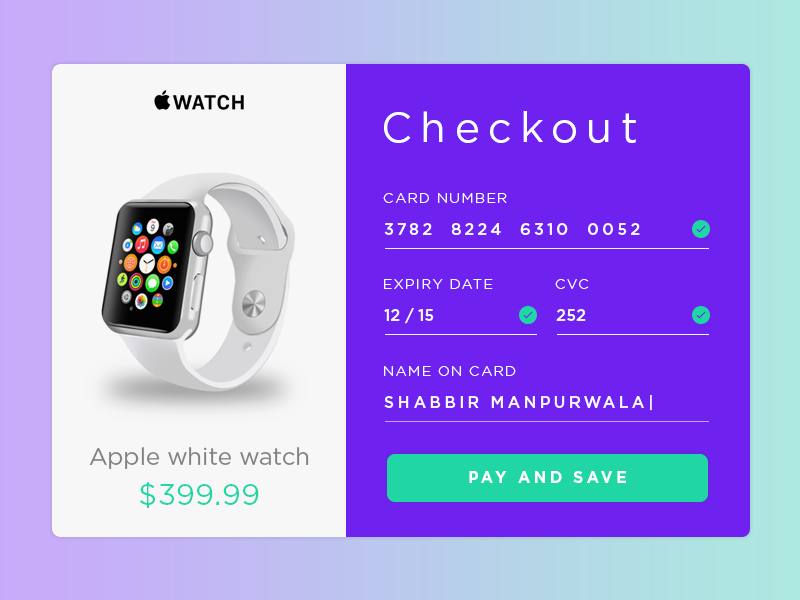 WATCH
9
Apple white watch
$399.99
Checkout
CARD NUMBER
3782 8224 6310 0052
EXPIRY DATE
CVC
12 / 15
252
NAME ON CARD
SHABBIR MANPURWALA|
PAY AND SAVE